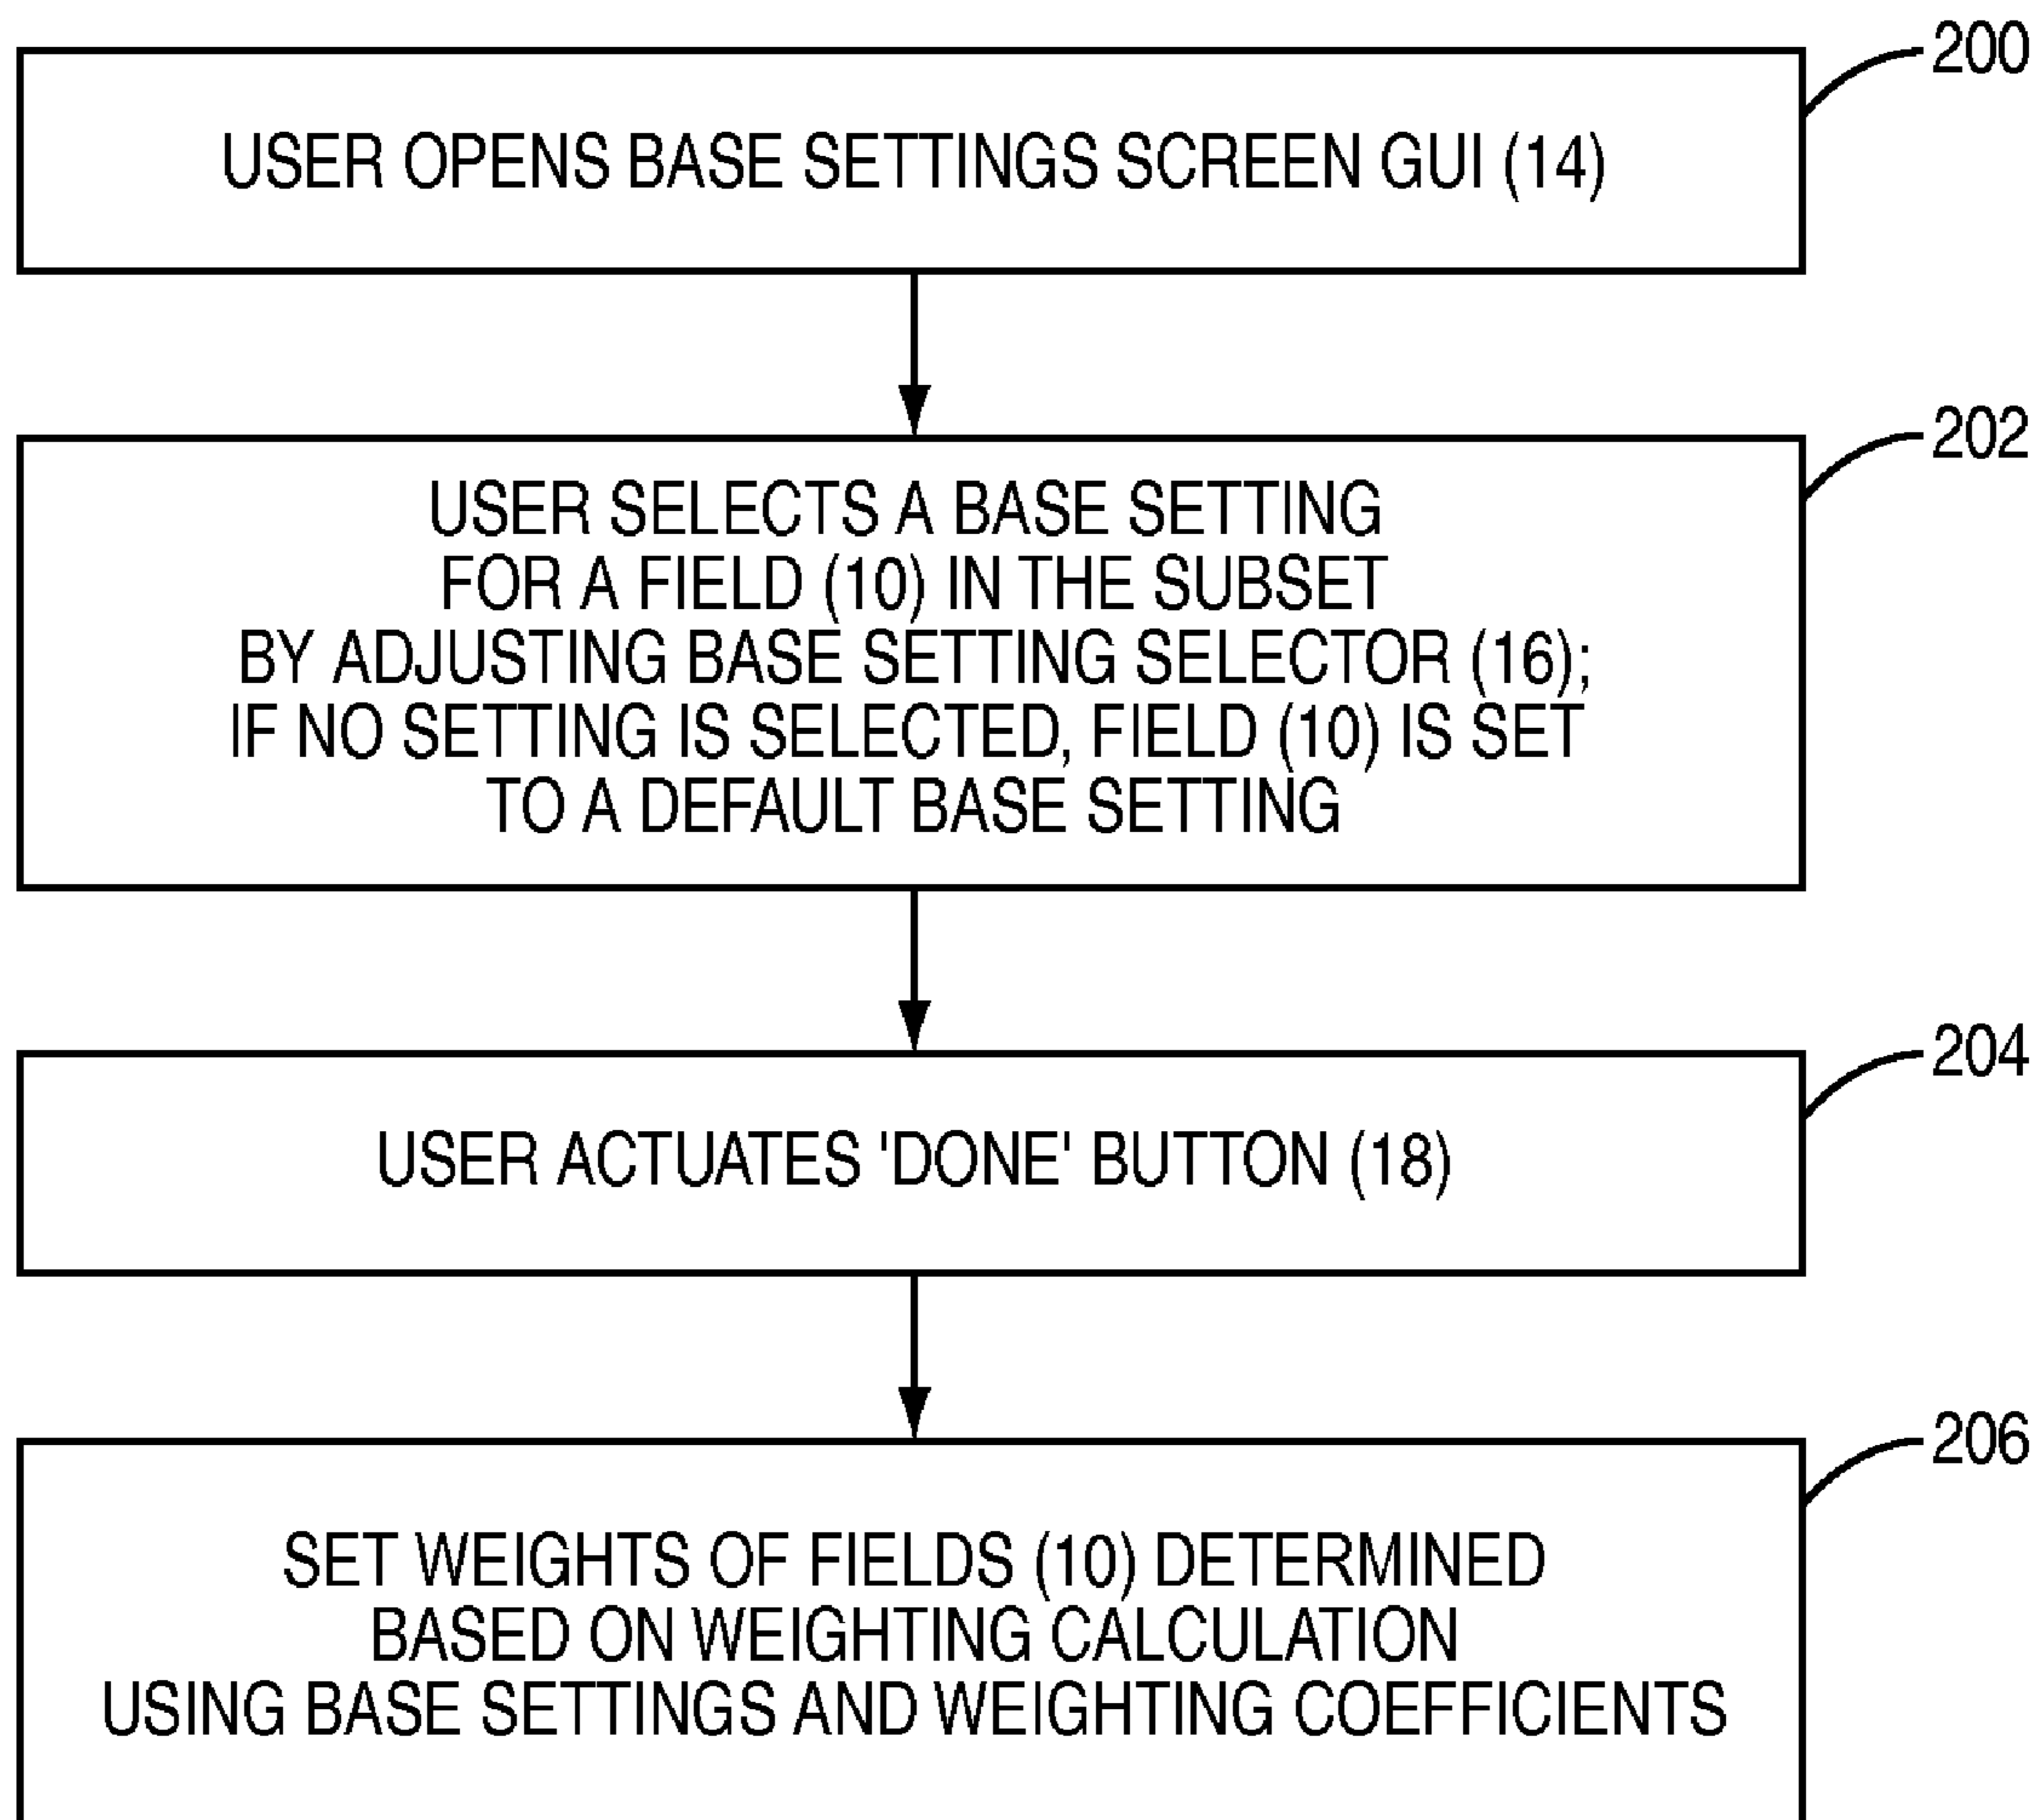 200
USER OPENS BASE SETTINGS SCREEN GUI (14)
202
USER SELECTS A BASE SETTING
FOR A FIELD (10) IN THE SUBSET
BY ADJUSTING BASE SETTING SELECTOR (16);
IF NO SETTING IS SELECTED, FIELD (10) IS SET
TO A DEFAULT BASE SETTING
204
USER ACTUATES 'DONE' BUTTON (18)
206
SET WEIGHTS OF FIELDS (10) DETERMINED
BASED ON WEIGHTING CALCULATION
USING BASE SETTINGS AND WEIGHTING COEFFICIENTS